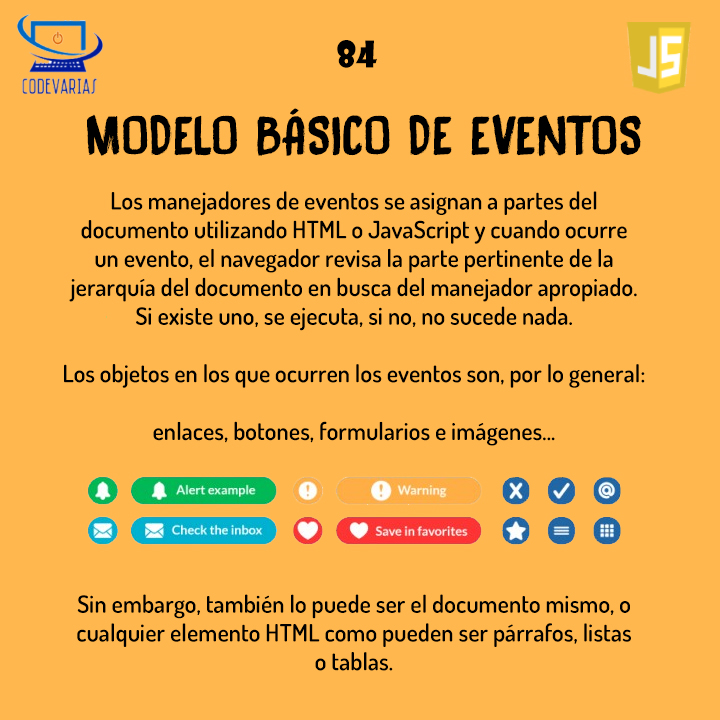 CODEVARIAS
84
JS
MODELO BÁSICO DE EVENTOS
Los manejadores de eventos se asignan a partes del
documento utilizando HTML o JavaScript y cuando ocurre
un evento, el navegador revisa la parte pertinente de la
jerarquía del documento en busca del manejador apropiado.
Si existe uno, se ejecuta, si no, no sucede nada.
Los objetos en los que ocurren los eventos son, por lo general:
enlaces, botones, formularios e imágenes...
Alert example
Warning
Check the inbox
Save in favorites
Sin embargo, también lo puede ser el documento mismo, o
cualquier elemento HTML como pueden ser párrafos, listas
o tablas.